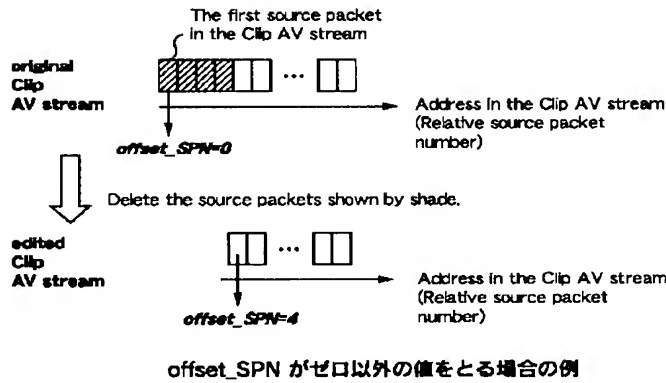 The first source packet
in the Clip AV stream
original
Clip
AV stream
...
Address in the Clip AV stream
(Relative source packet
number)
offset_SPN=0
Delete the source packets shown by shade.
edited
Clip
AV stream
...
Address in the Clip AV stream
(Relative source packet
number)
offset_SPN=4
offset_SPN がゼロ以外の値をとる場合の例